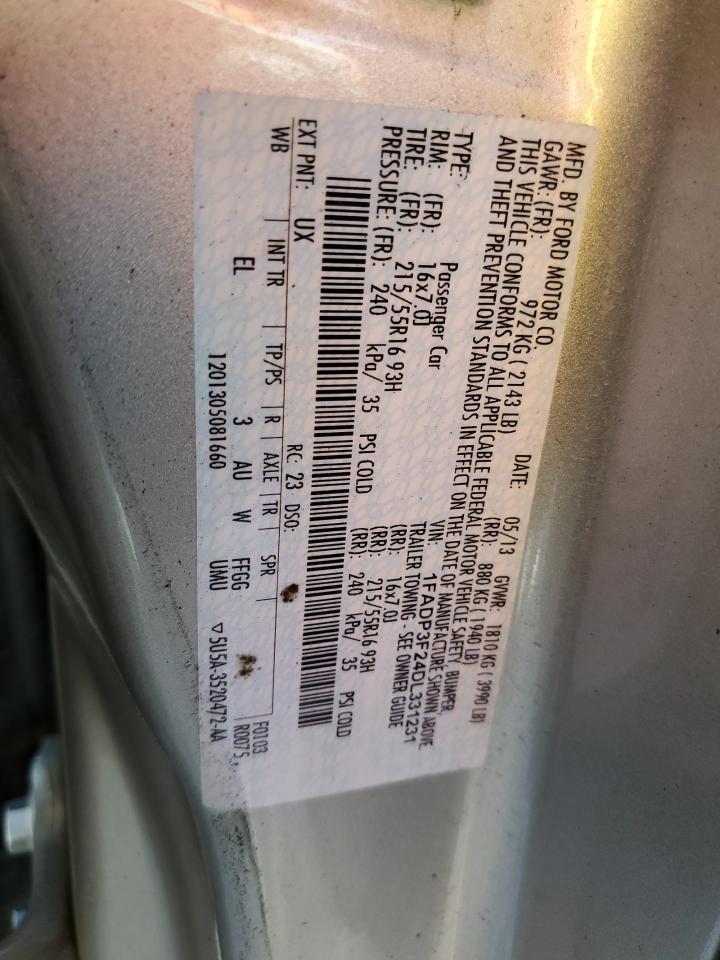 MFD. BY FORD MOTOR CO.
DATE: 05/13 GVWR: 1810 KG ( 3990 LB)
GAWR: (FR): 972 KG ( 2143 LB) (RR): 880 KG ( 1940 LB)
THIS VEHICLE CONFORMS TO ALL APPLICABLE FEDERAL MOTOR VEHICLE SAFETY, BUMPER,
AND THEFT PREVENTION STANDARDS IN EFFECT ON THE DATE OF MANUFACTURE SHOWN ABOVE
VIN: 1FADP3F24DL331231
TYPE: Passenger Car TRAILER TOWING - SEE OWNER GUIDE
RIM: (FR): 16x7.0J (RR): 16x7.0J
TIRE: (FR): 215/55R16 93H (RR): 215/55R16 93H
PRESSURE: (FR): 240 kPa/ 35 PSI COLD (RR): 240 kPa/ 35 PSI COLD
EXT PNT: UX RC: 23 DSO: F0103
WB INT TR TP/PS R AXLE TR SPR R0075
EL 3 AU W FFGG
1201305081660 UMU ▽ 5U5A-3520472-AA